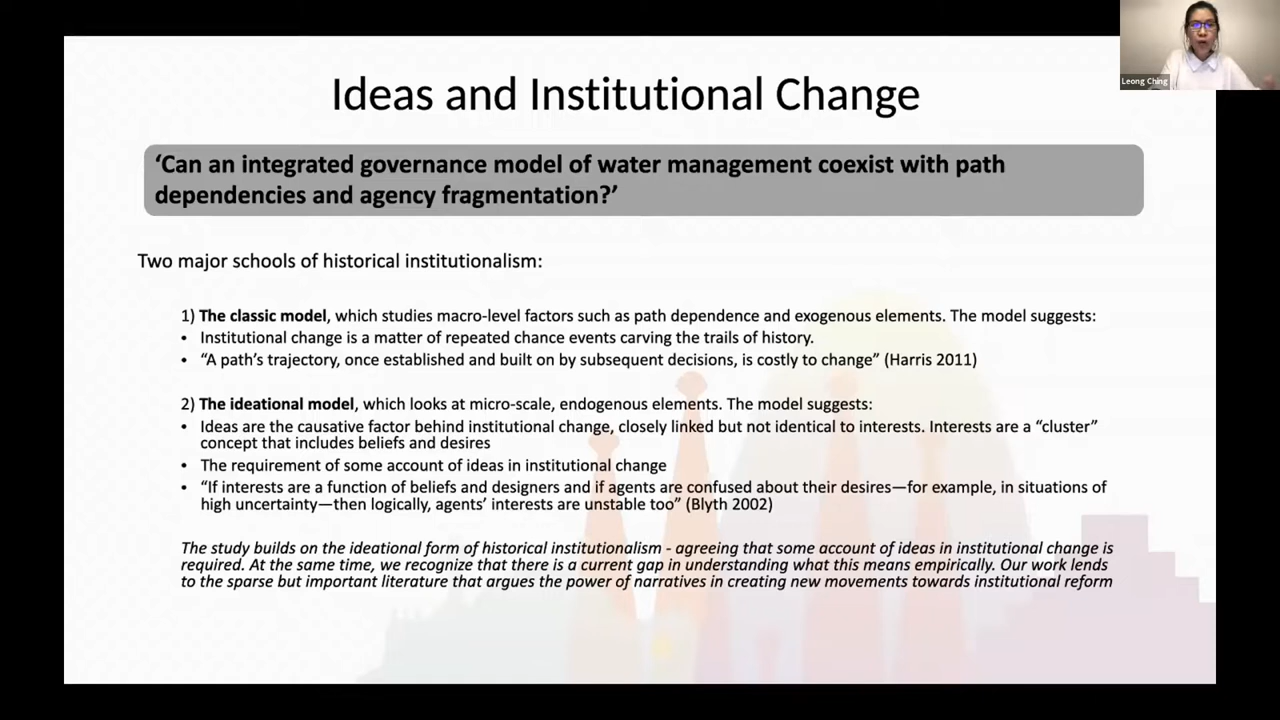 Ideas and Institutional Change
Leong Ching
‘Can an integrated governance model of water management coexist with path
dependencies and agency fragmentation?’
Two major schools of historical institutionalism:
1) The classic model, which studies macro-level factors such as path dependence and exogenous elements. The model suggests:
• Institutional change is a matter of repeated chance events carving the trails of history.
• “A path’s trajectory, once established and built on by subsequent decisions, is costly to change” (Harris 2011)
2) The ideational model, which looks at micro-scale, endogenous elements. The model suggests:
• Ideas are the causative factor behind institutional change, closely linked but not identical to interests. Interests are a “cluster”
concept that includes beliefs and desires
• The requirement of some account of ideas in institutional change
• “If interests are a function of beliefs and designers and if agents are confused about their desires—for example, in situations of
high uncertainty—then logically, agents’ interests are unstable too” (Blyth 2002)
The study builds on the ideational form of historical institutionalism - agreeing that some account of ideas in institutional change is
required. At the same time, we recognize that there is a current gap in understanding what this means empirically. Our work lends
to the sparse but important literature that argues the power of narratives in creating new movements towards institutional reform